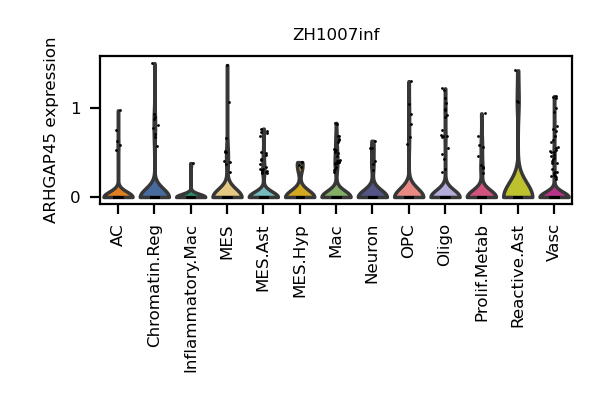 ZH1007inf
ARHGAP45 expression
1
0
AC
Chromatin.Reg
Inflammatory.Mac
MES
MES.Ast
MES.Hyp
Mac
Neuron
OPC
Oligo
Prolif.Metab
Reactive.Ast
Vasc